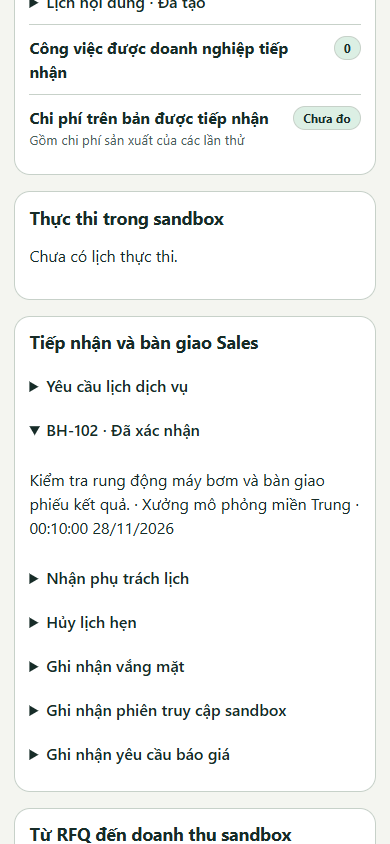 Lịch nội dung · Đã tạo
Công việc được doanh nghiệp tiếp
nhận
0
Chi phí trên bản được tiếp nhận
Chưa đo
Gồm chi phí sản xuất của các lần thử
Thực thi trong sandbox
Chưa có lịch thực thi.
Tiếp nhận và bàn giao Sales
Yêu cầu lịch dịch vụ
BH-102 · Đã xác nhận
Kiểm tra rung động máy bơm và bàn giao
phiếu kết quả. · Xưởng mô phỏng miền Trung ·
00:10:00 28/11/2026
Nhận phụ trách lịch
Hủy lịch hẹn
Ghi nhận vắng mặt
Ghi nhận phiên truy cập sandbox
Ghi nhận yêu cầu báo giá
Từ RFQ đến doanh thu sandbox